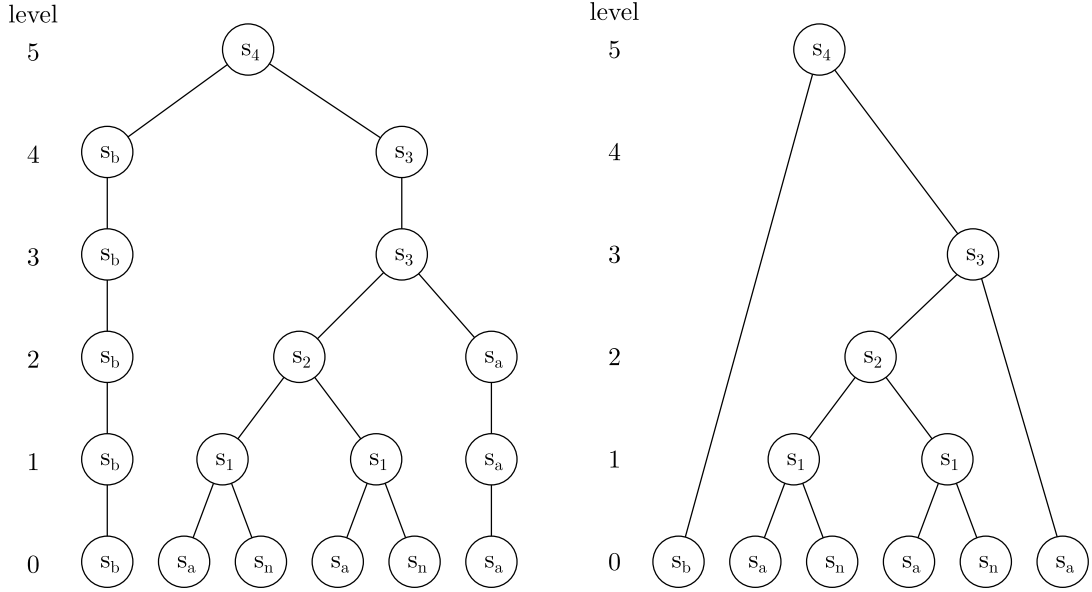 level level
5 s4 5 s4
4 sb s3 4
3 sb s3 3 s3
2 sb s2 sa 2 s2
1 sb s1 s1 sa 1 s1 s1
0 sb sa sn sa sn sa 0 sb sa sn sa sn sa